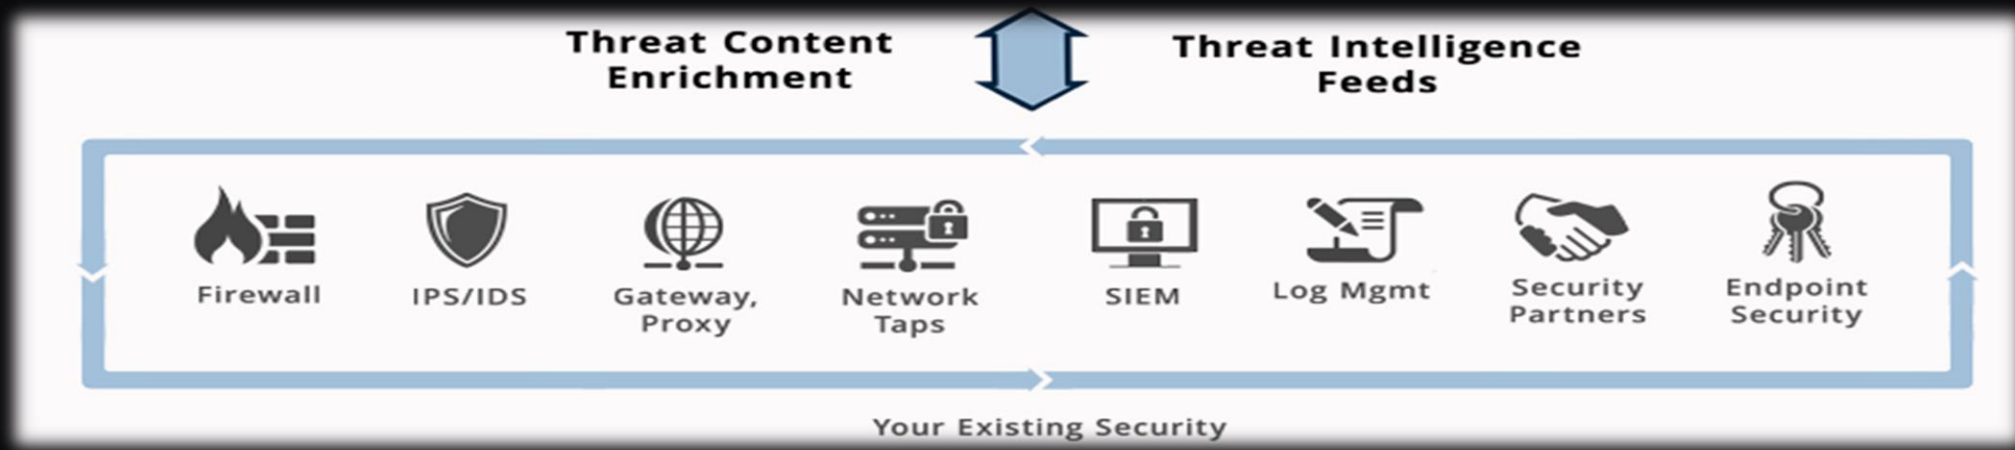 Threat Content
Enrichment
Threat Intelligence
Feeds
Firewall
IPS/IDS
Gateway,
Proxy
Network
Taps
SIEM
Log Mgmt
Security
Partners
Endpoint
Security
Your Existing Security